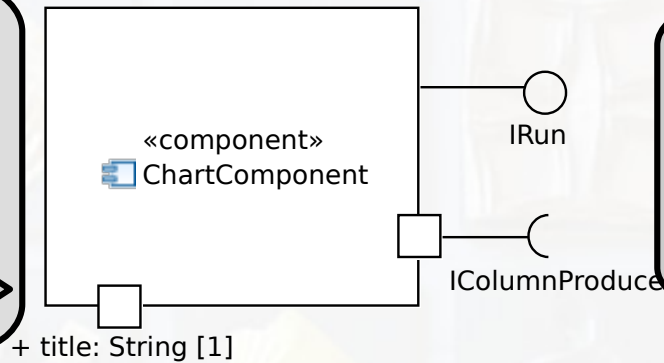 «component»
ChartComponent
IRun
IColumnProduce
+ title: String [1]